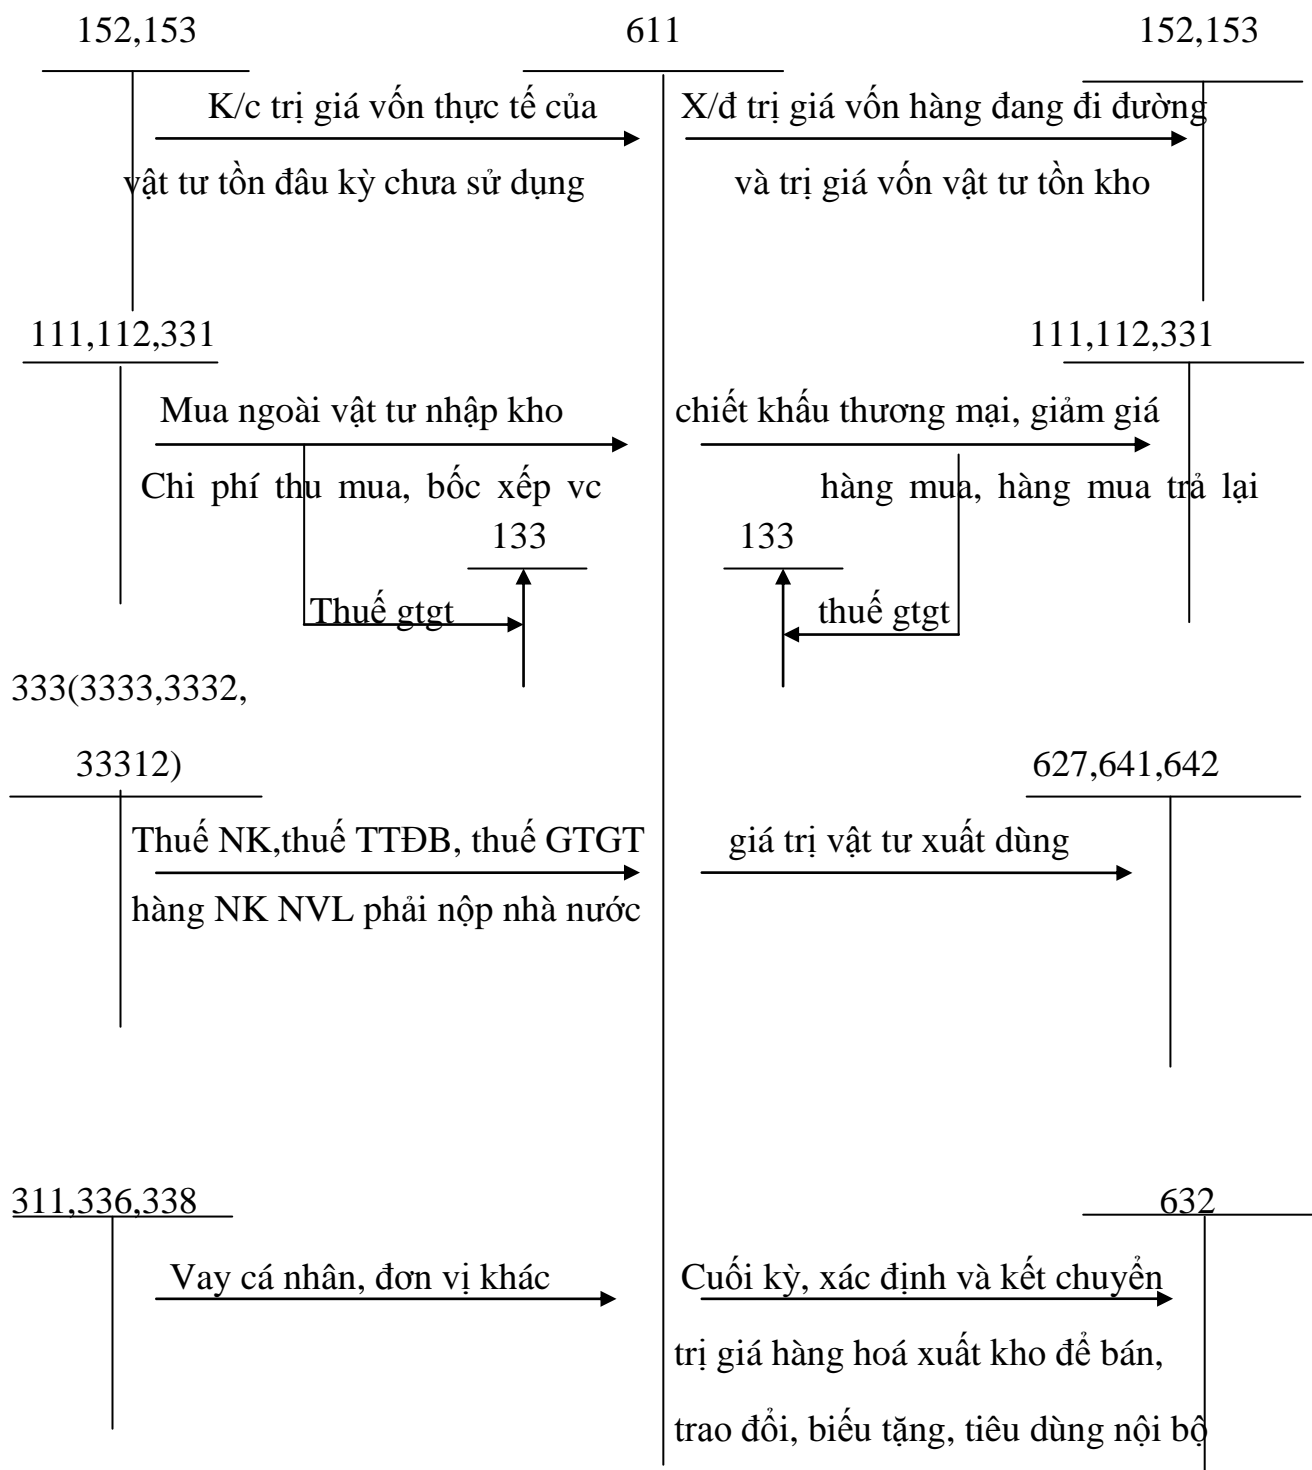 152,153
611
152,153
K/c trị giá vốn thực tế của
X/đ trị giá vốn hàng đang đi đường
vật tư tồn đâu kỳ chưa sử dụng
và trị giá vốn vật tư tồn kho
111,112,331
111,112,331
Mua ngoài vật tư nhập kho
chiết khấu thương mại, giảm giá
Chi phí thu mua, bốc xếp vc
hàng mua, hàng mua trả lại
133
133
Thuế gtgt
thuế gtgt
333(3333,3332,
33312)
627,641,642
Thuế NK,thuế TTĐB, thuế GTGT
giá trị vật tư xuất dùng
hàng NK NVL phải nộp nhà nước
311,336,338
632
Vay cá nhân, đơn vị khác
Cuối kỳ, xác định và kết chuyển
trị giá hàng hoá xuất kho để bán,
trao đổi, biếu tặng, tiêu dùng nội bộ